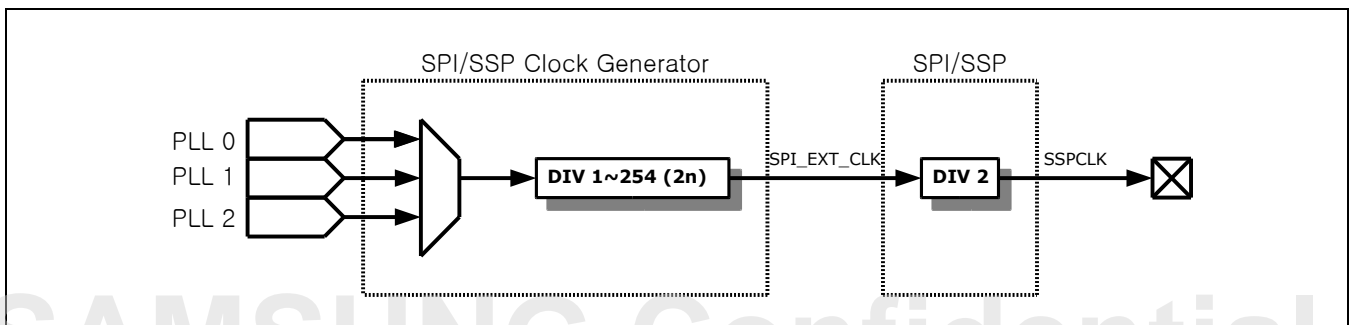 SPI/SSP Clock Generator
SPI/SSP
PLL 0
PLL 1
PLL 2
DIV 1~254 (2n)
SPI_EXT_CLK
DIV 2
SSPCLK
SAMSUNG Confidential